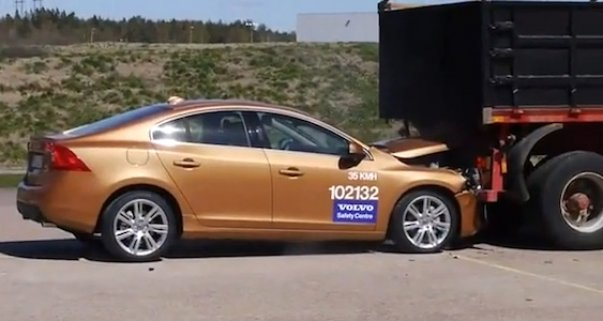 35 KMH
102132
VOLVO
Safety Centre